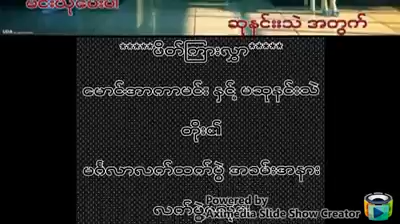 ဆုနှင်းသဲ အတွက်
*****ဖိတ်ကြားလွှာ*****
မောင်အာကာမင်း နှင့် မဆုနှင်းသဲ
တို့၏
မင်္ဂလာလက်ထပ်ပွဲ အခမ်းအနား
Powered by
Aximedia Slide Show Creator